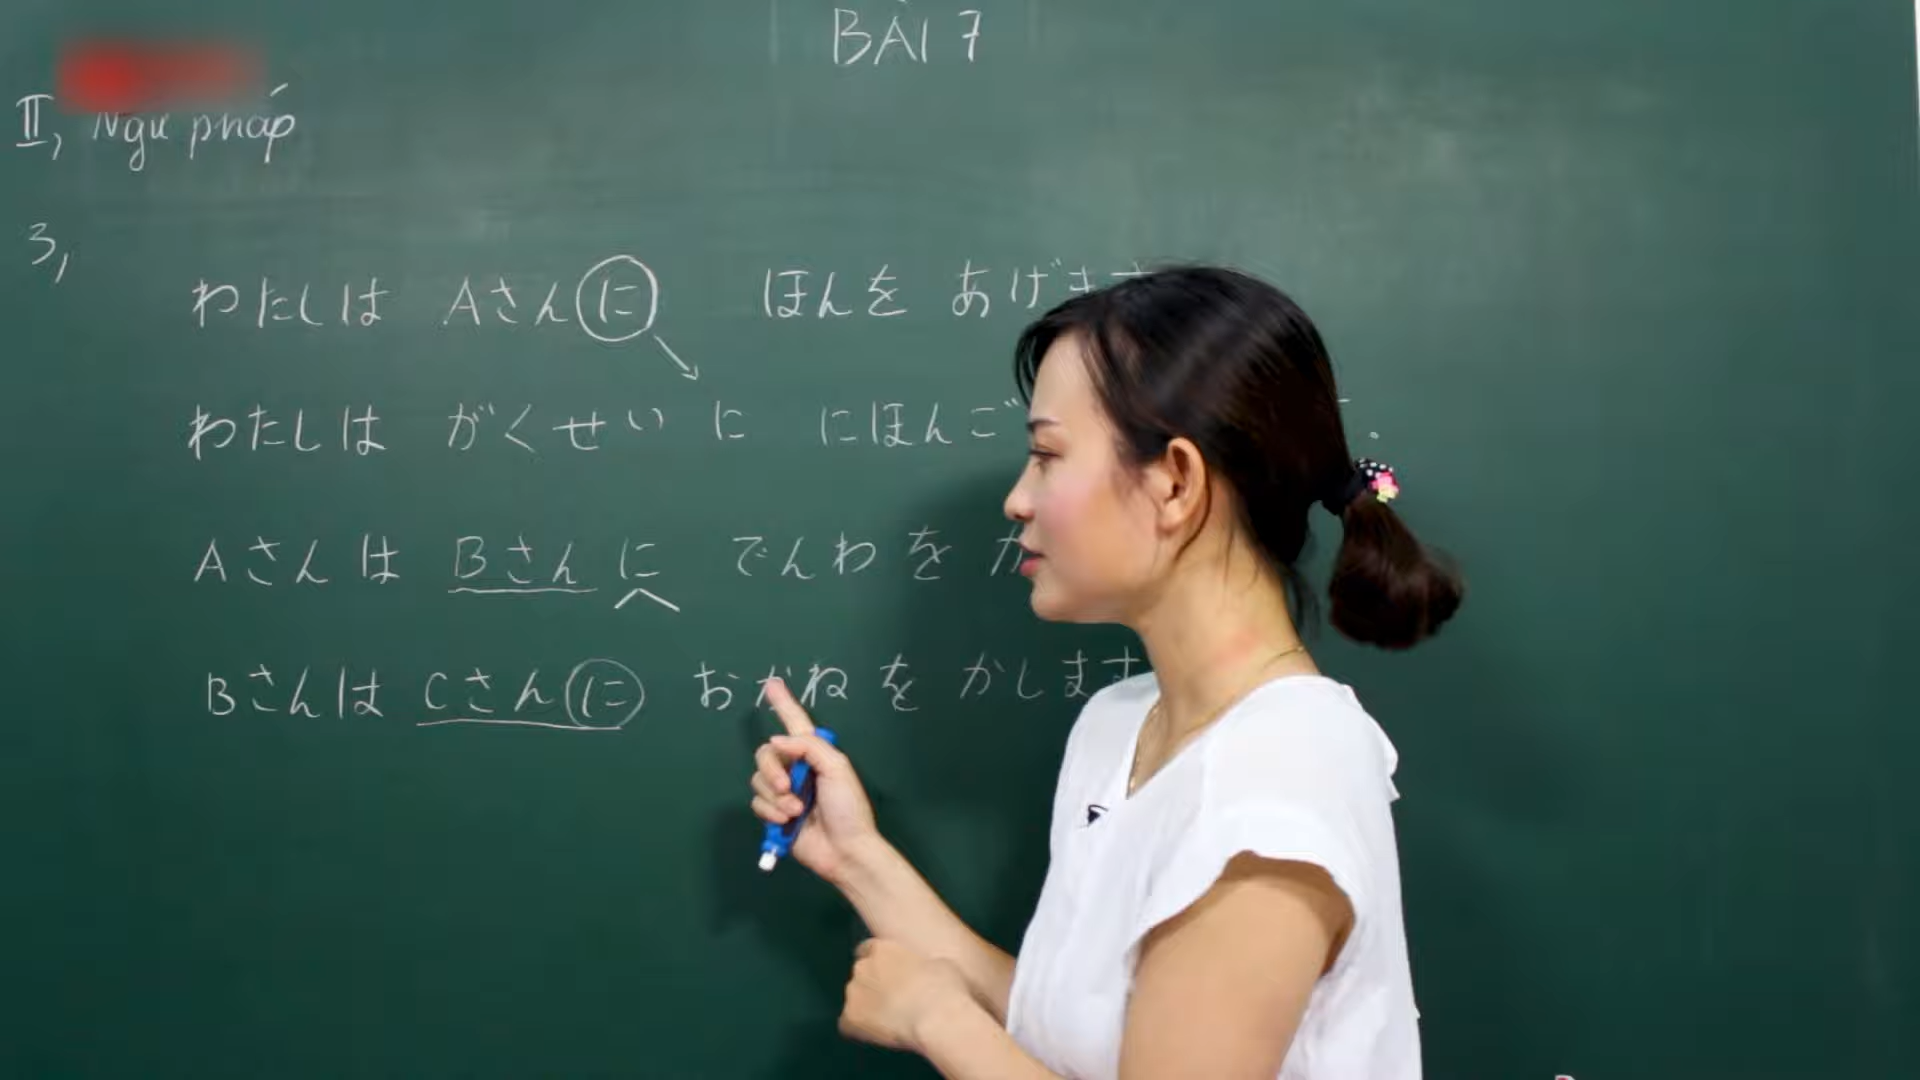 BÀI 7
II, Ngữ pháp
3,
わたしは Aさんに ほんを あげます
わたしは がくせい に にほんご
Aさんは Bさん に でんわ を か
Bさんは Cさんに おかね を かします